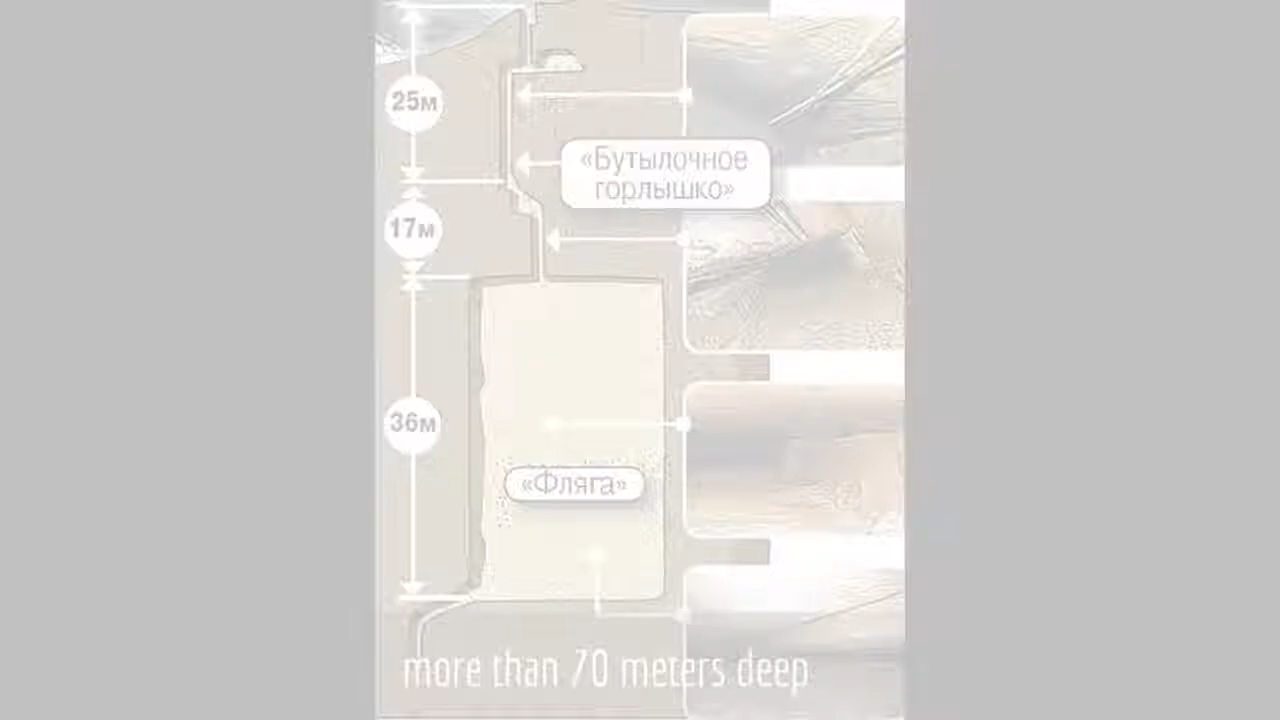 25м
«Бутылочное
горлышко»
17м
36м
«Фляга»
more than 70 meters deep